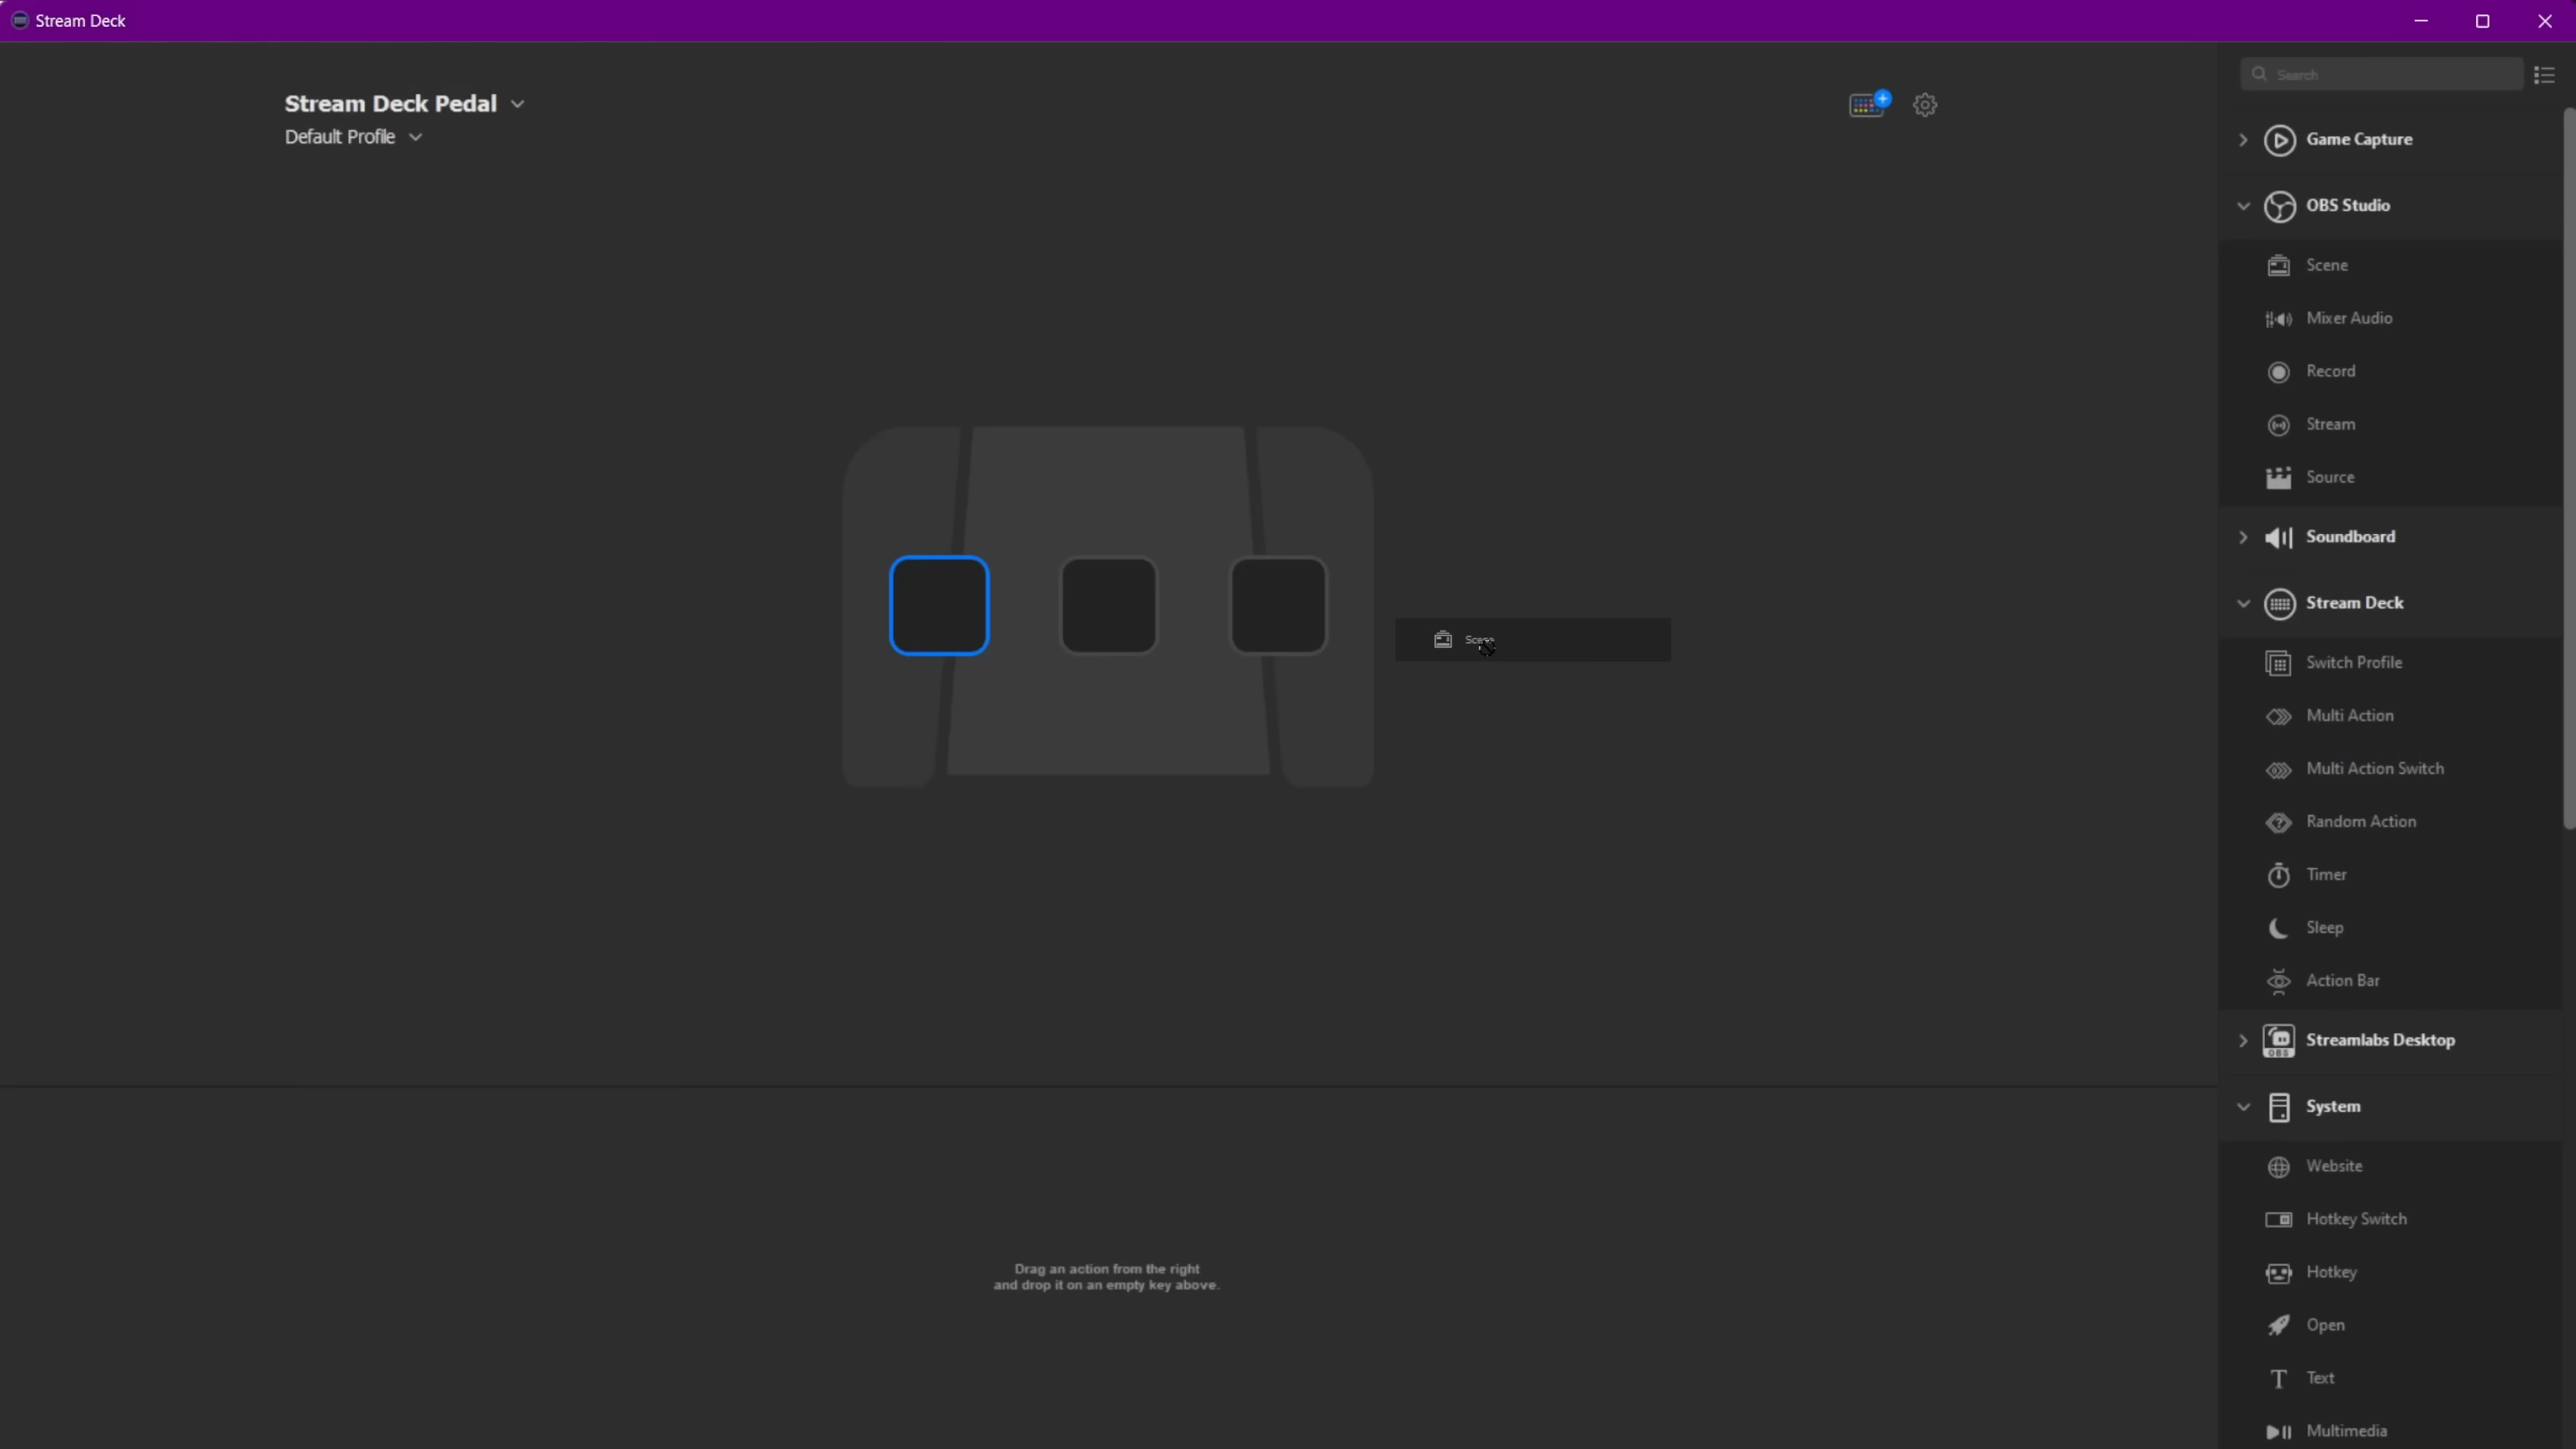 Stream Deck
Stream Deck Pedal
Default Profile
Search
Game Capture
OBS Studio
Scene
Mixer Audio
Record
Stream
Source
Soundboard
Stream Deck
Switch Profile
Multi Action
Multi Action Switch
Random Action
Timer
Sleep
Action Bar
OBS
Streamlabs Desktop
System
Website
Hotkey Switch
Hotkey
Open
Text
Multimedia
Scene
Drag an action from the right
and drop it on an empty key above.